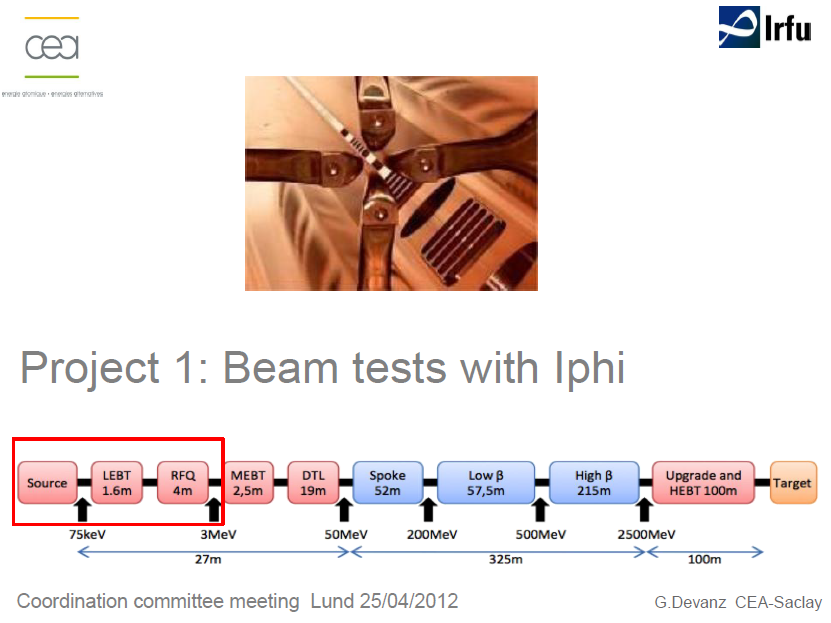 cea
énergie atomique • énergies alternatives
Irfu
Project 1: Beam tests with Iphi
Source
LEBT
1.6m
RFQ
4m
MEBT
2,5m
DTL
19m
Spoke
52m
Low β
57,5m
High β
215m
Upgrade and
HEBT 100m
Target
75keV
3MeV
50MeV
200MeV
500MeV
2500MeV
27m
325m
100m
Coordination committee meeting Lund 25/04/2012
G.Devanz CEA-Saclay